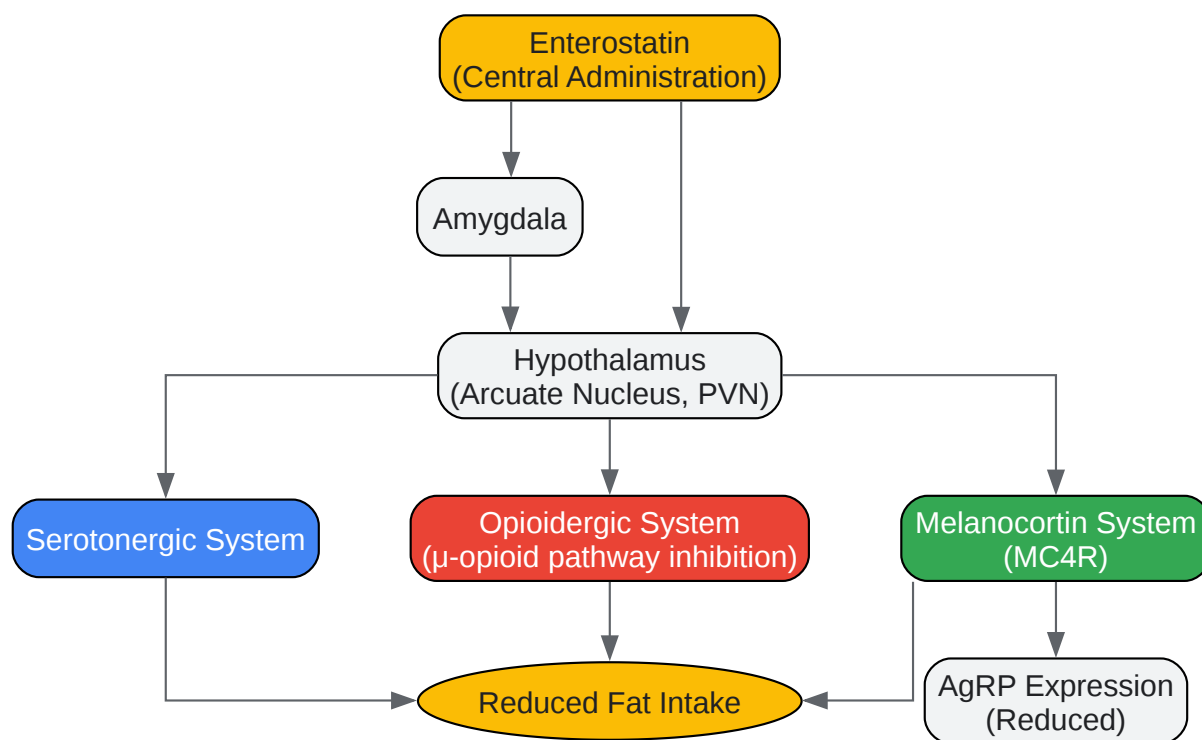 Enterostatin
(Central Administration)
Amygdala
Hypothalamus
(Arcuate Nucleus, PVN)
Serotonergic System
Opioidergic System
(μ-opioid pathway inhibition)
Melanocortin System
(MC4R)
Reduced Fat Intake
AgRP Expression
(Reduced)